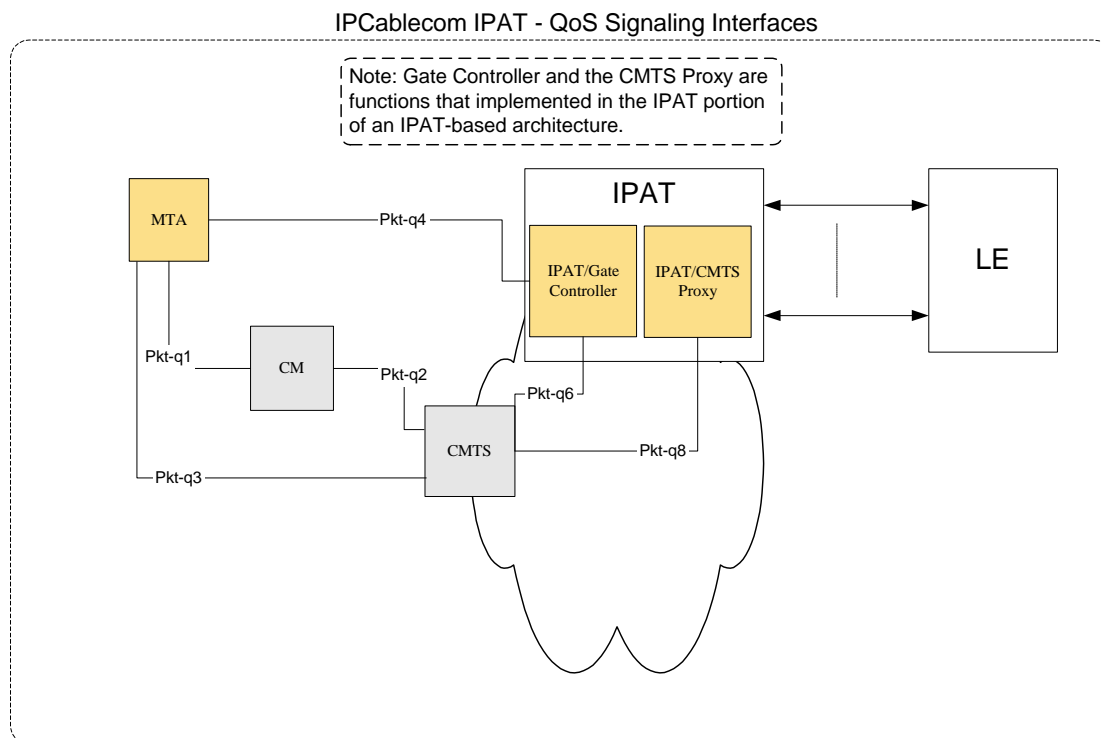 IPCablecom IPAT - QoS Signaling Interfaces
Note: Gate Controller and the CMTS Proxy are
functions that implemented in the IPAT portion
of an IPAT-based architecture.
IPAT
MTA
Pkt-q4
IPAT/Gate
Controller
IPAT/CMTS
Proxy
LE
Pkt-q1
CM
Pkt-q2
Pkt-q6
CMTS
Pkt-q8
Pkt-q3